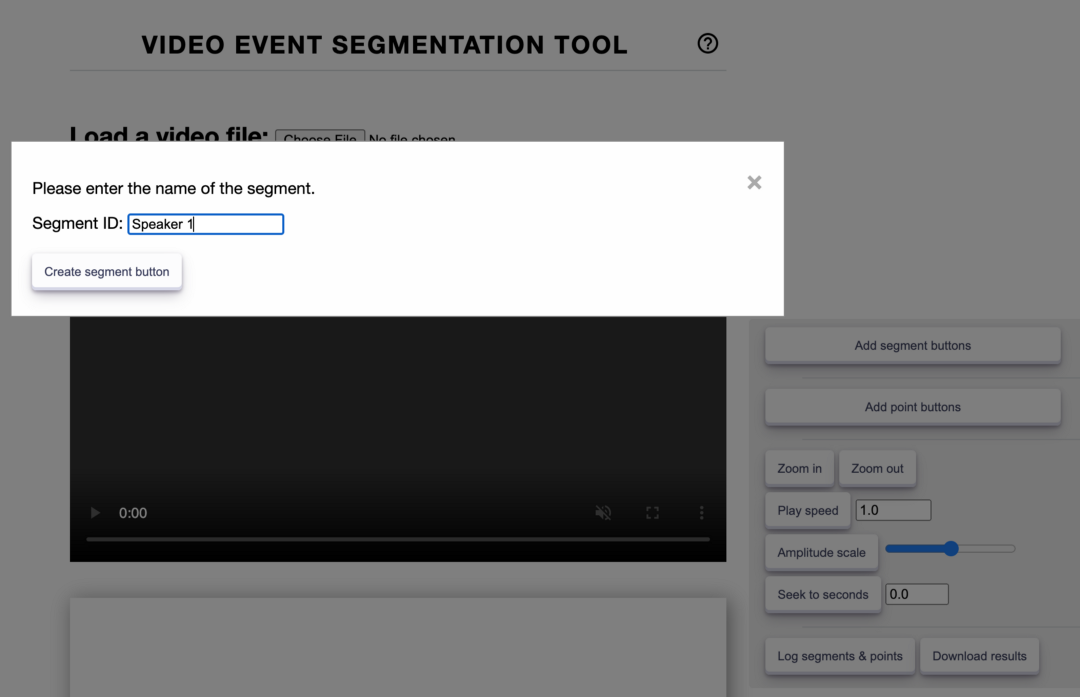 VIDEO EVENT SEGMENTATION TOOL ?
Load a video file: Choose File No file chosen
Please enter the name of the segment. ×
Segment ID: Speaker 1
Create segment button
0:00
Add segment buttons
Add point buttons
Zoom in Zoom out
Play speed 1.0
Amplitude scale
Seek to seconds 0.0
Log segments & points Download results